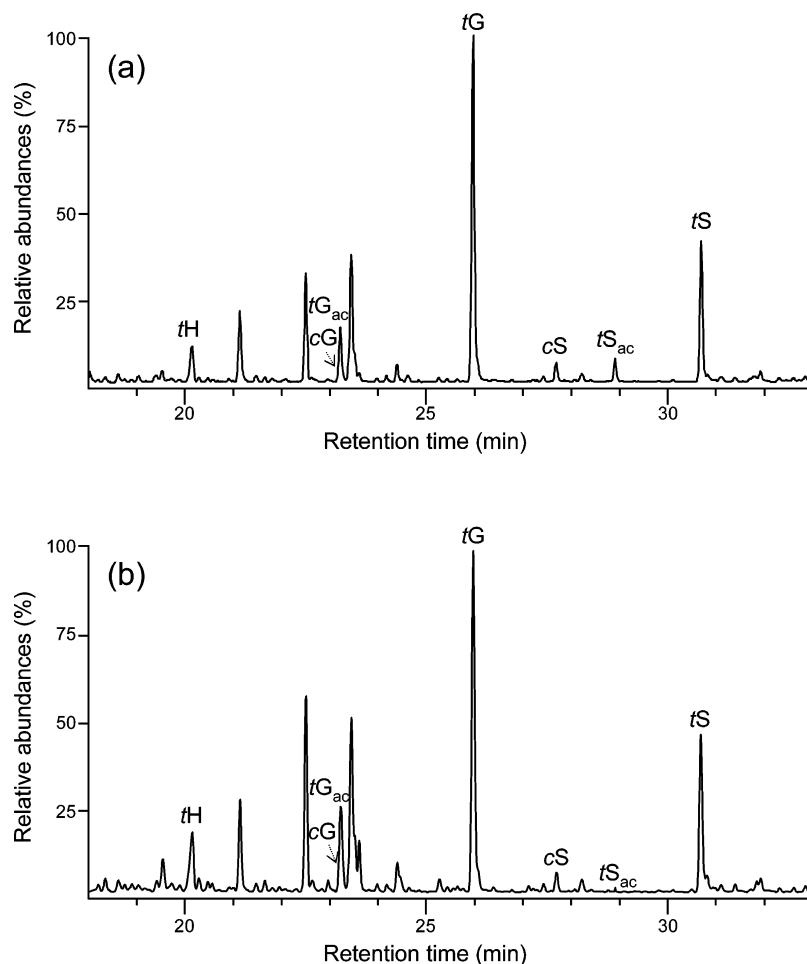 (a)
Relative abundances (%)
100
75
50
25
tH
tGac
cG
tG
cS
tSac
tS
20
25
30
Retention time (min)
(b)
Relative abundances (%)
100
75
50
25
tH
tGac
cG
tG
cS
tSac
tS
20
25
30
Retention time (min)